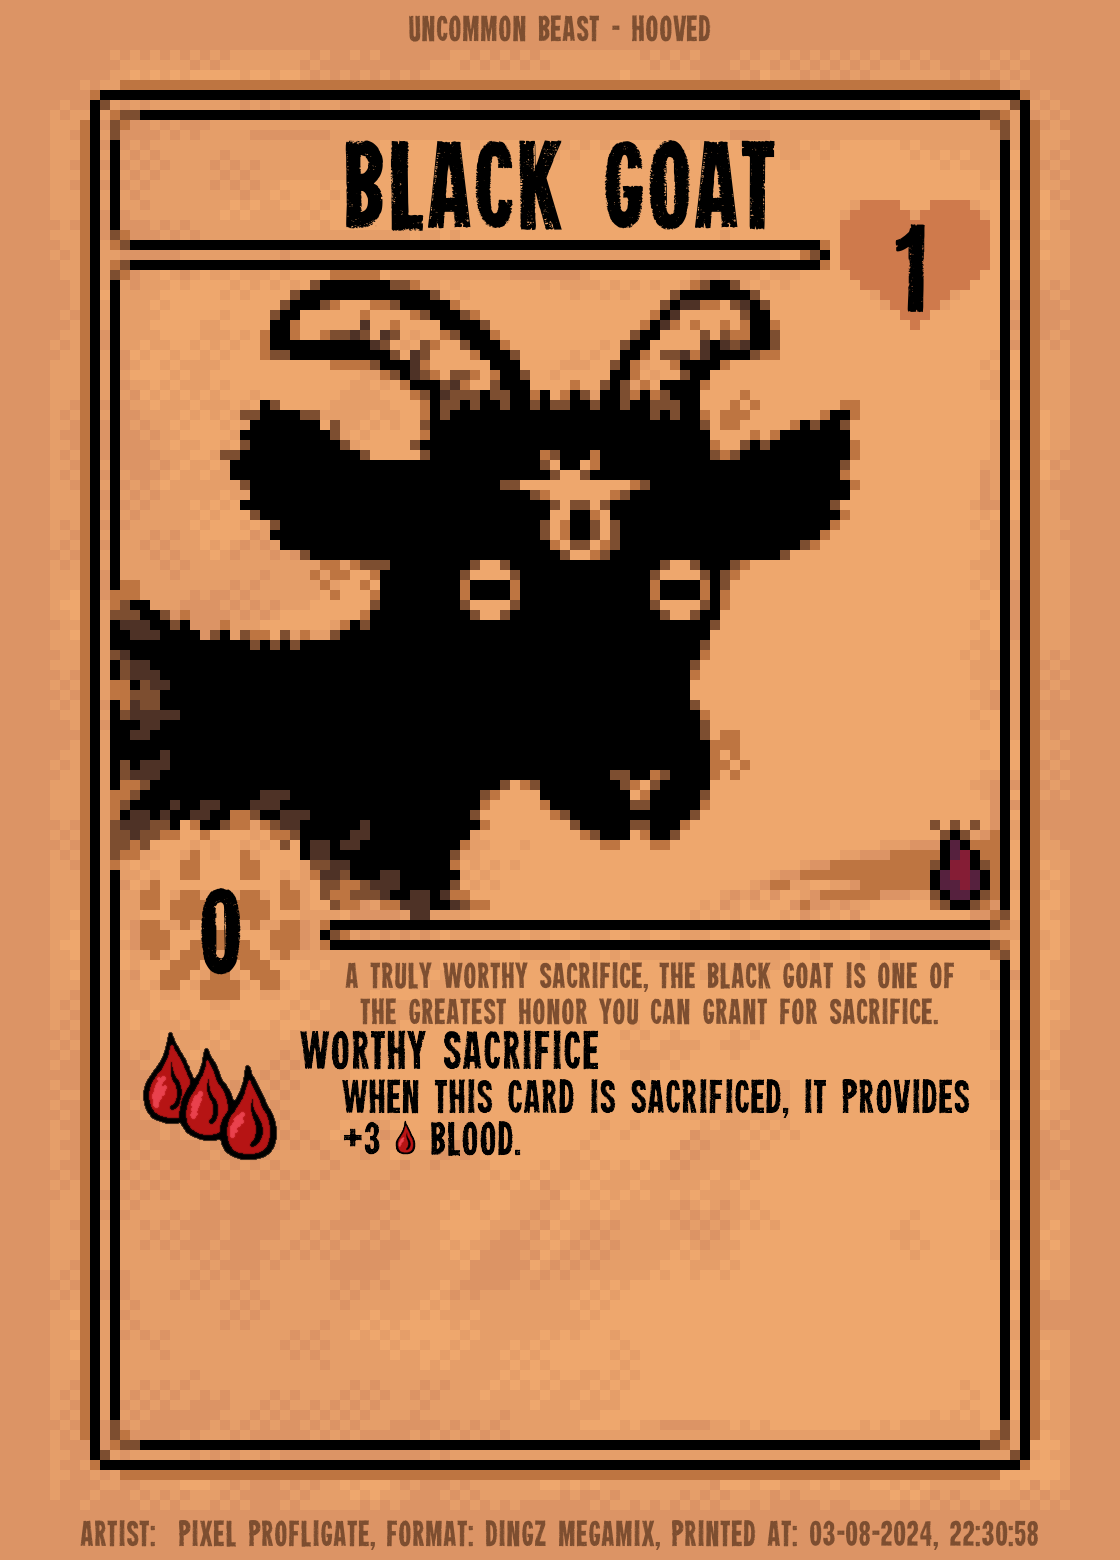 UNCOMMON BEAST - HOOVED
BLACK GOAT
1
0
A TRULY WORTHY SACRIFICE, THE BLACK GOAT IS ONE OF
THE GREATEST HONOR YOU CAN GRANT FOR SACRIFICE.
WORTHY SACRIFICE
WHEN THIS CARD IS SACRIFICED, IT PROVIDES
+3 BLOOD.
ARTIST: PIXEL PROFLIGATE, FORMAT: DINGZ MEGAMIX, PRINTED AT: 03-08-2024, 22:30:58